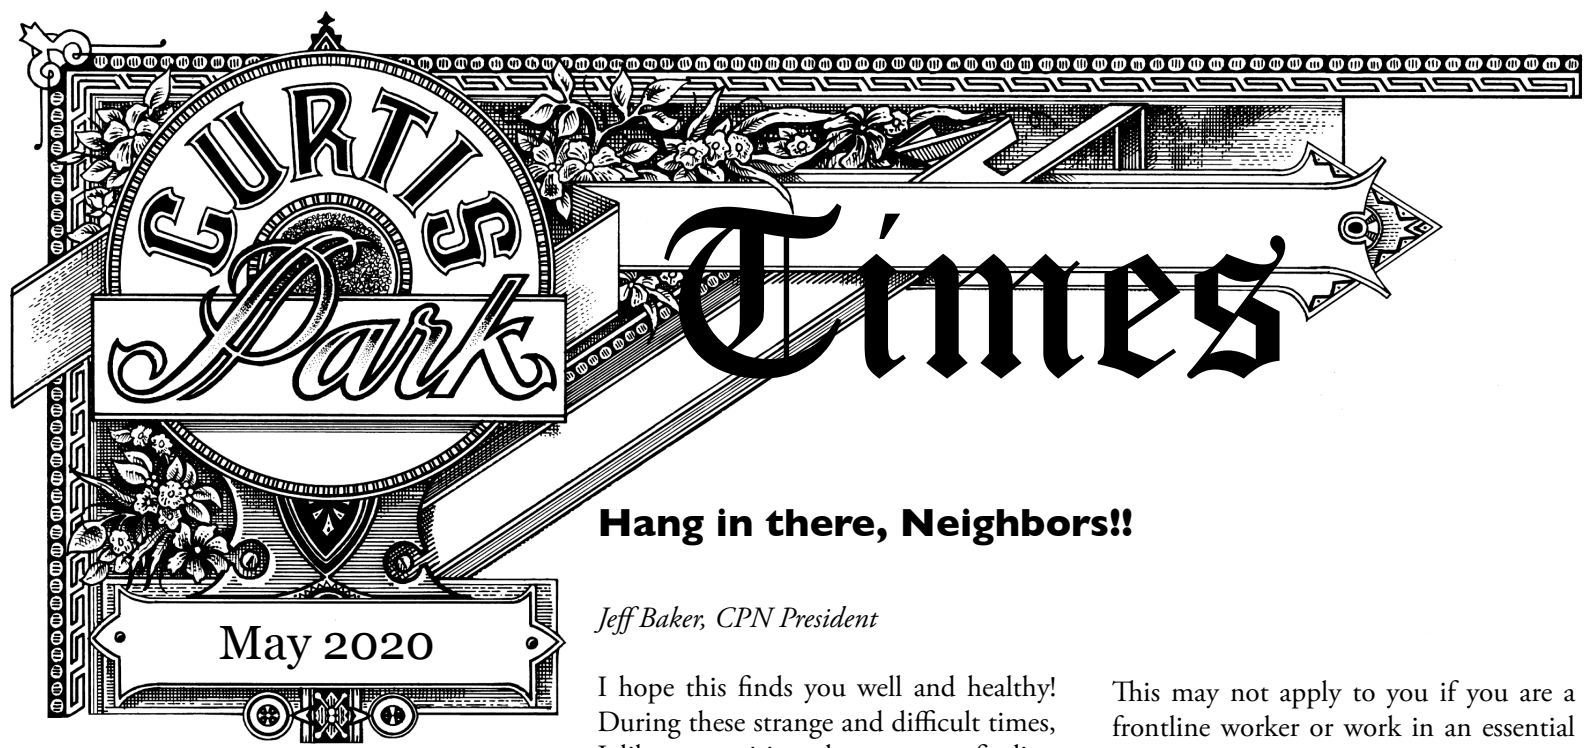 CURTIS
Park
Times
May 2020
Hang in there, Neighbors!!
Jeff Baker, CPN President
I hope this finds you well and healthy!
During these strange and difficult times,
This may not apply to you if you are a
frontline worker or work in an essential